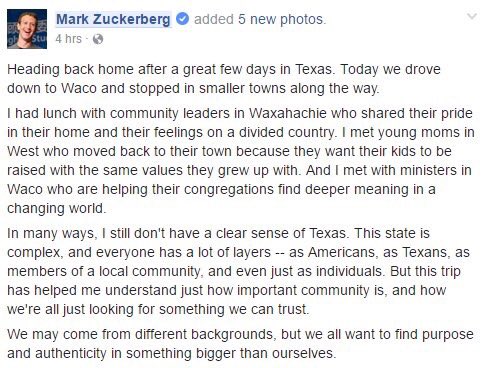 Mark Zuckerberg added 5 new photos.
4 hrs ·
Heading back home after a great few days in Texas. Today we drove
down to Waco and stopped in smaller towns along the way.
I had lunch with community leaders in Waxahachie who shared their pride
in their home and their feelings on a divided country. I met young moms in
West who moved back to their town because they want their kids to be
raised with the same values they grew up with. And I met with ministers in
Waco who are helping their congregations find deeper meaning in a
changing world.
In many ways, I still don't have a clear sense of Texas. This state is
complex, and everyone has a lot of layers -- as Americans, as Texans, as
members of a local community, and even just as individuals. But this trip
has helped me understand just how important community is, and how
we're all just looking for something we can trust.
We may come from different backgrounds, but we all want to find purpose
and authenticity in something bigger than ourselves.